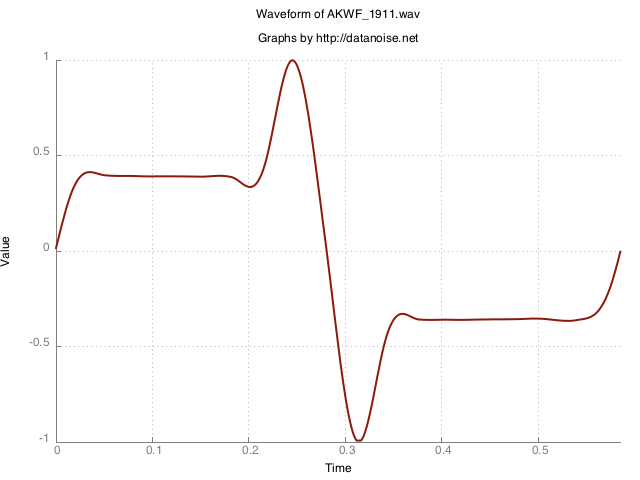 Waveform of AKWF_1911.wav
Graphs by http://datanoise.net
1
0.5
0
-0.5
-1
Value
0 0.1 0.2 0.3 0.4 0.5
Time